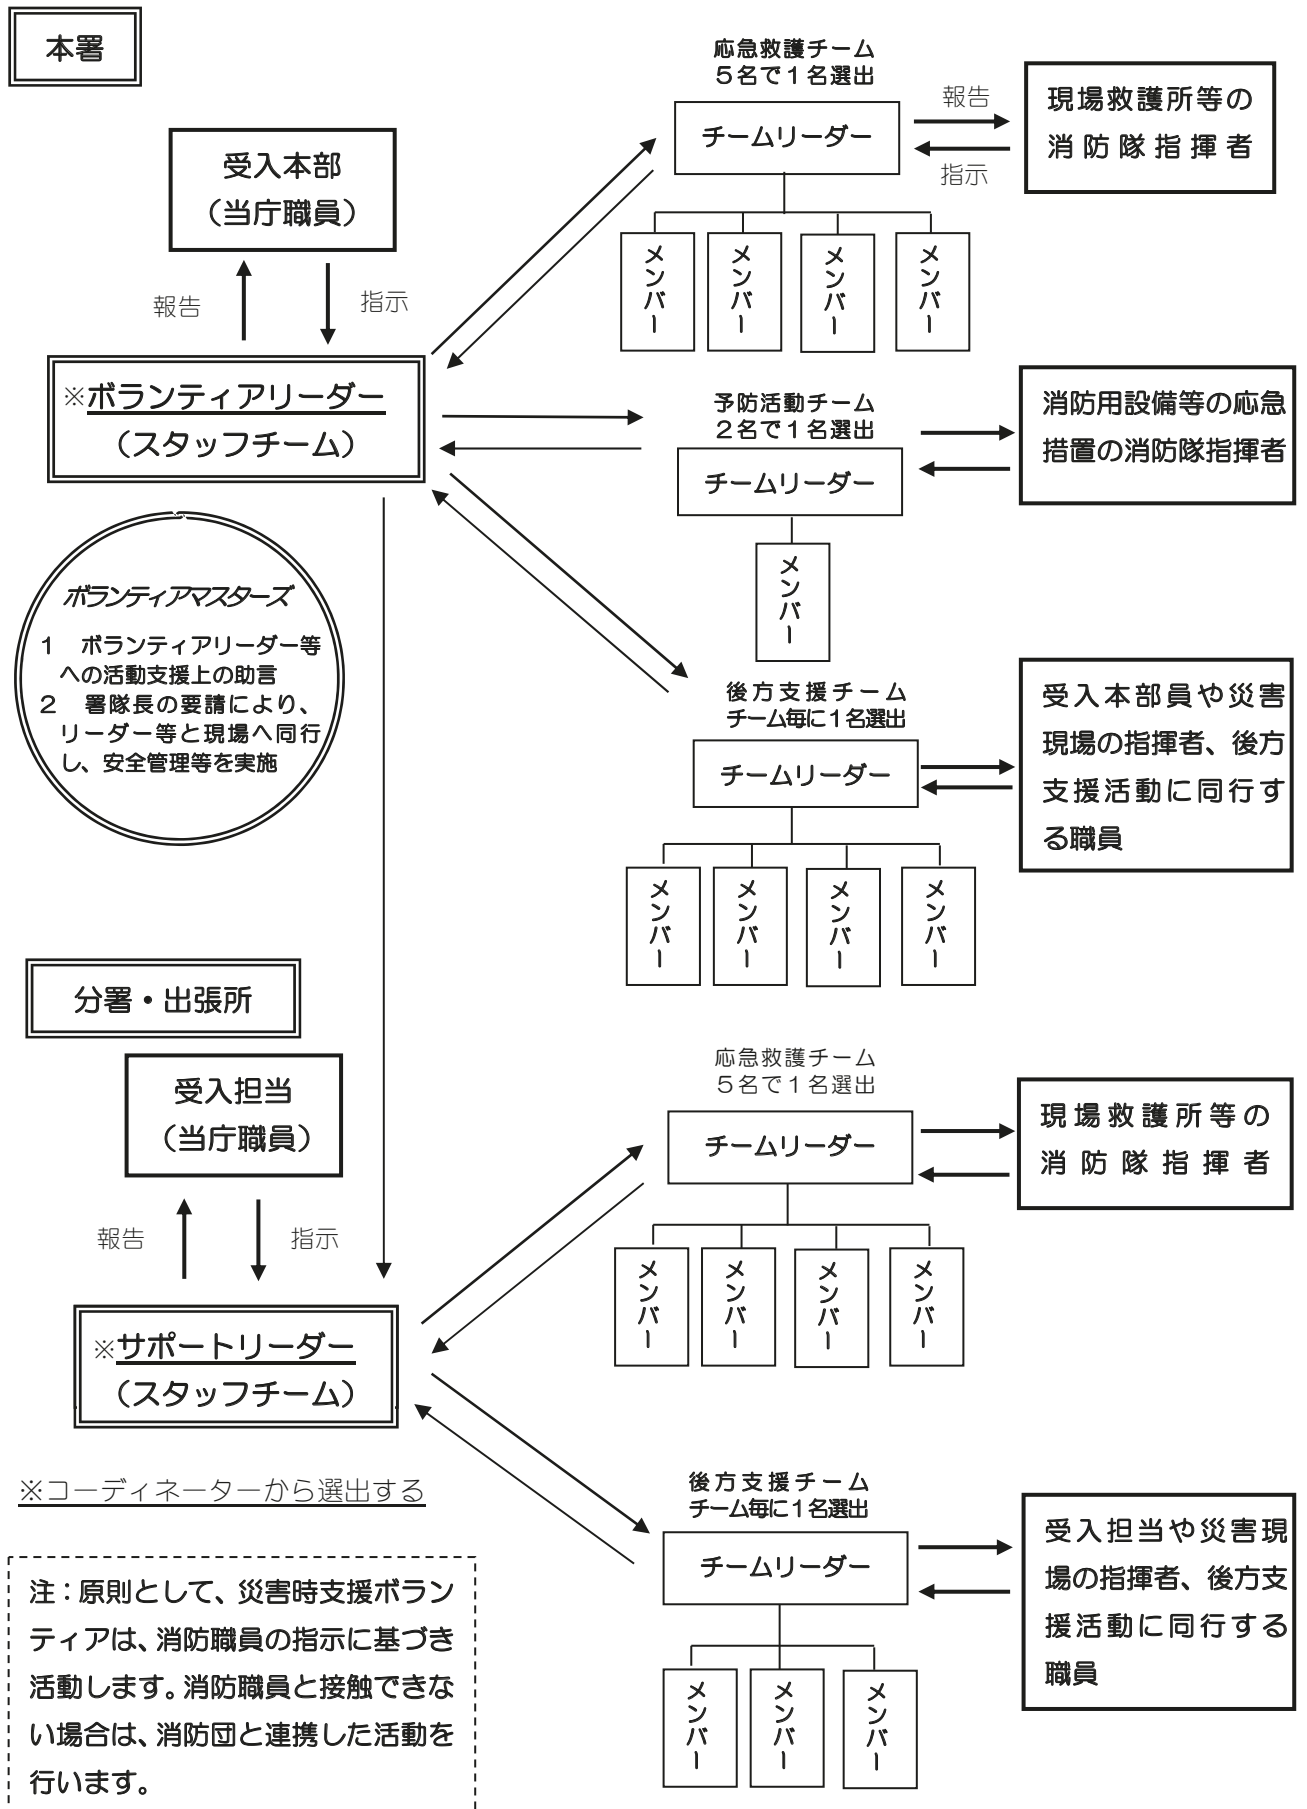 本署
受入本部
（当庁職員）
報告
指示
※ボランティアリーダー
（スタッフチーム）
ボランティアマスターズ
1　ボランティアリーダー等
への活動支援上の助言
2　署隊長の要請により、
リーダー等と現場へ同行
し、安全管理等を実施
応急救護チーム
５名で１名選出
チームリーダー
メンバー
メンバー
メンバー
メンバー
報告
指示
現場救護所等の
消防隊指揮者
予防活動チーム
２名で１名選出
チームリーダー
メンバー
消防用設備等の応急
措置の消防隊指揮者
後方支援チーム
チーム毎に１名選出
チームリーダー
メンバー
メンバー
メンバー
メンバー
受入本部員や災害
現場の指揮者、後方
支援活動に同行す
る職員
分署・出張所
受入担当
（当庁職員）
報告
指示
※サポートリーダー
（スタッフチーム）
応急救護チーム
５名で１名選出
チームリーダー
メンバー
メンバー
メンバー
メンバー
現場救護所等の
消防隊指揮者
後方支援チーム
チーム毎に１名選出
チームリーダー
メンバー
メンバー
メンバー
受入担当や災害現
場の指揮者、後方支
援活動に同行する
職員
※コーディネーターから選出する
注：原則として、災害時支援ボラン
ティアは、消防職員の指示に基づき
活動します。消防職員と接触できな
い場合は、消防団と連携した活動を
行います。